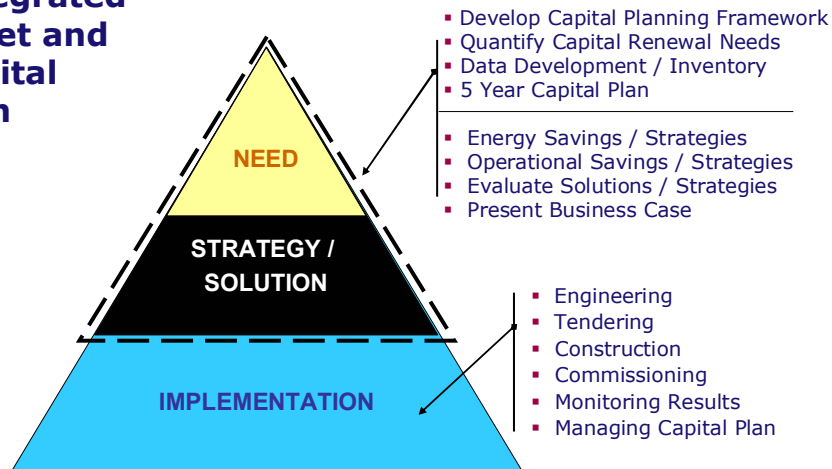 and
▪ Develop Capital Planning Framework
▪ Quantify Capital Renewal Needs
▪ Data Development / Inventory
▪ 5 Year Capital Plan
▪ Energy Savings / Strategies
▪ Operational Savings / Strategies
▪ Evaluate Solutions / Strategies
▪ Present Business Case
NEED
STRATEGY /
SOLUTION
▪ Engineering
▪ Tendering
▪ Construction
▪ Commissioning
▪ Monitoring Results
▪ Managing Capital Plan
IMPLEMENTATION